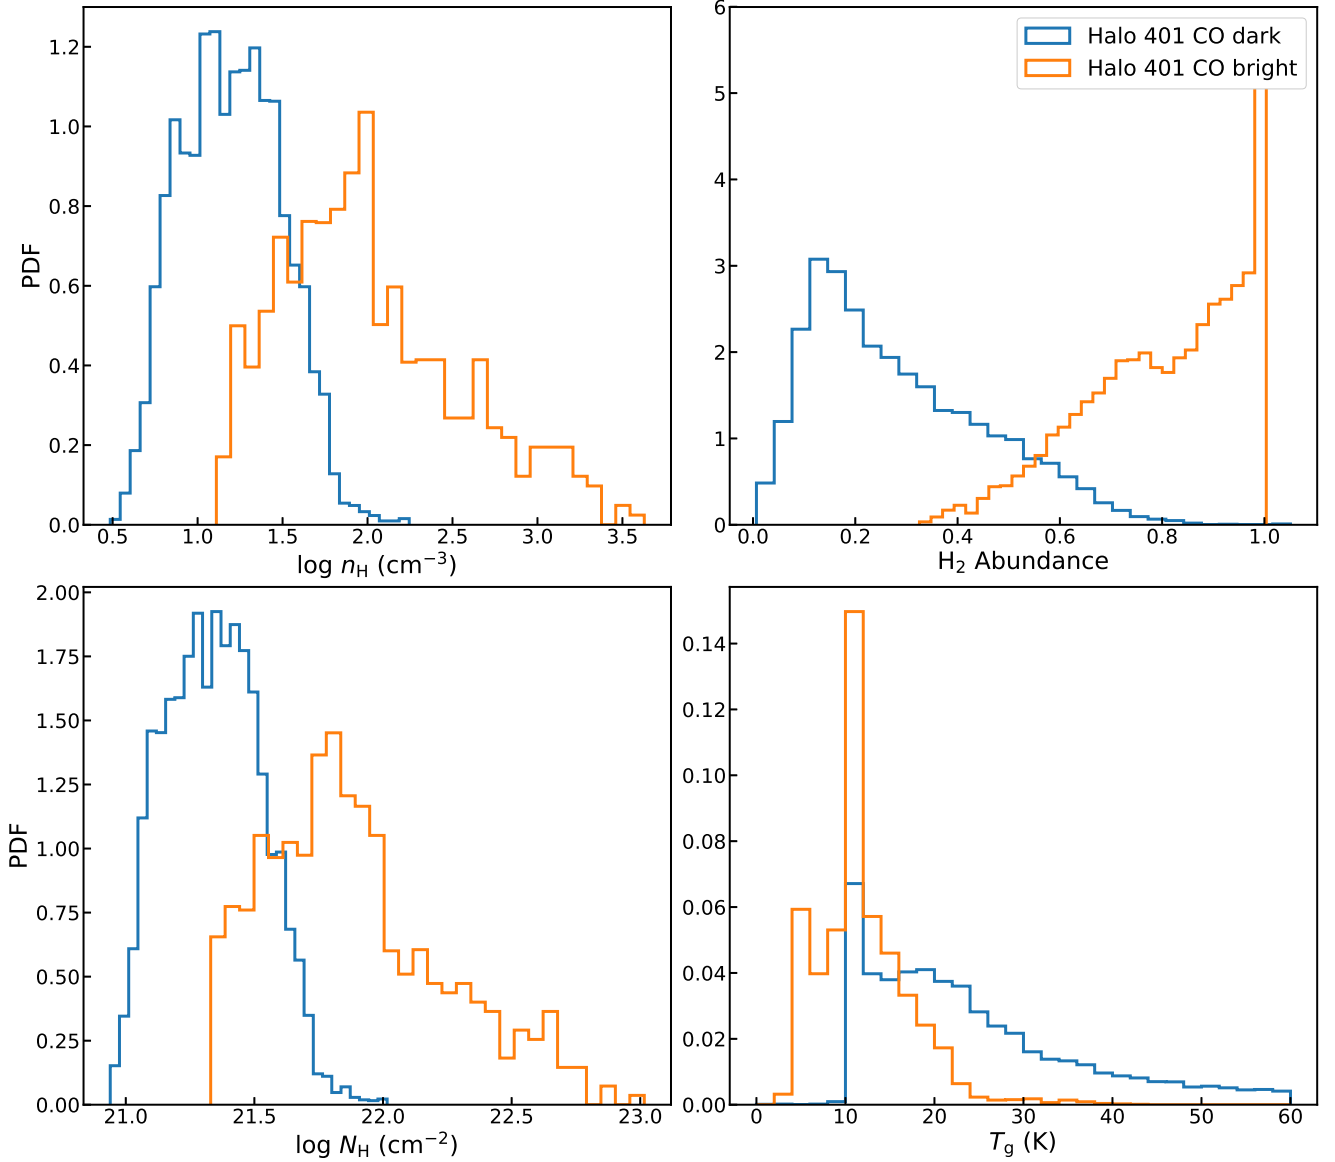 PDF
1.2
1.0
0.8
0.6
0.4
0.2
0.0
0.5 1.0 1.5 2.0 2.5 3.0 3.5
log n_H (cm⁻³)
Halo 401 CO dark
Halo 401 CO bright
6
5
4
3
2
1
0
0.0 0.2 0.4 0.6 0.8 1.0
H₂ Abundance
PDF
2.00
1.75
1.50
1.25
1.00
0.75
0.50
0.25
0.00
21.0 21.5 22.0 22.5 23.0
log N_H (cm⁻²)
0.14
0.12
0.10
0.08
0.06
0.04
0.02
0.00
0 10 20 30 40 50 60
T_g (K)